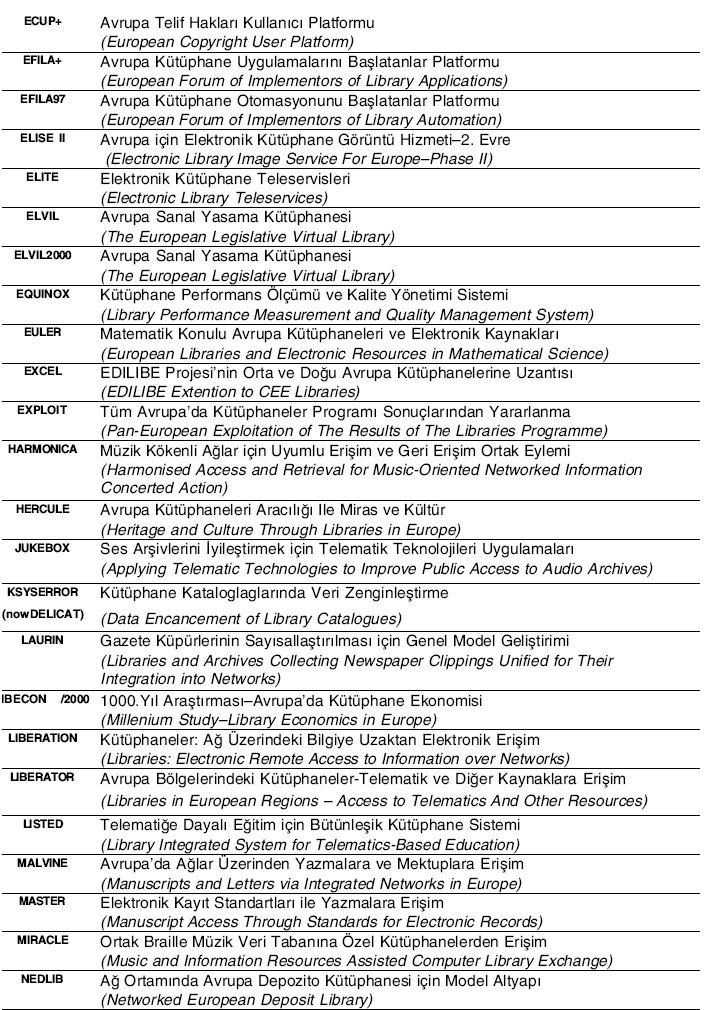 ECUP+ Avrupa Telif Hakları Kullanıcı Platformu
(European Copyright User Platform)
EFILA+ Avrupa Kütüphane Uygulamalarını Başlatanlar Platformu
(European Forum of Implementors of Library Applications)
EFILA97 Avrupa Kütüphane Otomasyonunu Başlatanlar Platformu
(European Forum of Implementors of Library Automation)
ELISE II Avrupa için Elektronik Kütüphane Görüntü Hizmeti–2. Evre
(Electronic Library Image Service For Europe–Phase II)
ELITE Elektronik Kütüphane Teleservisleri
(Electronic Library Teleservices)
ELVIL Avrupa Sanal Yasama Kütüphanesi
(The European Legislative Virtual Library)
ELVIL2000 Avrupa Sanal Yasama Kütüphanesi
(The European Legislative Virtual Library)
EQUINOX Kütüphane Performans Ölçümü ve Kalite Yönetimi Sistemi
(Library Performance Measurement and Quality Management System)
EULER Matematik Konulu Avrupa Kütüphaneleri ve Elektronik Kaynakları
(European Libraries and Electronic Resources in Mathematical Science)
EXCEL EDILIBE Projesi’nin Orta ve Doğu Avrupa Kütüphanelerine Uzantısı
(EDILIBE Extention to CEE Libraries)
EXPLOIT Tüm Avrupa’da Kütüphaneler Programı Sonuçlarından Yararlanma
(Pan-European Exploitation of The Results of The Libraries Programme)
HARMONICA Müzik Kökenli Ağlar için Uyumlu Erişim ve Geri Erişim Ortak Eylemi
(Harmonised Access and Retrieval for Music-Oriented Networked Information
Concerted Action)
HERCULE Avrupa Kütüphaneleri Aracılığı Ile Miras ve Kültür
(Heritage and Culture Through Libraries in Europe)
JUKEBOX Ses Arşivlerini İyileştirmek için Telematik Teknolojileri Uygulamaları
(Applying Telematic Technologies to Improve Public Access to Audio Archives)
KSYSERROR Kütüphane Kataloglaglarında Veri Zenginleştirme
(nowDELICAT) (Data Encancement of Library Catalogues)
LAURIN Gazete Küpürlerinin Sayısallaştırılması için Genel Model Geliştirimi
(Libraries and Archives Collecting Newspaper Clippings Unified for Their
Integration into Networks)
IBECON /2000 1000.Yıl Araştırması–Avrupa’da Kütüphane Ekonomisi
(Millenium Study–Library Economics in Europe)
LIBERATION Kütüphaneler: Ağ Üzerindeki Bilgiye Uzaktan Elektronik Erişim
(Libraries: Electronic Remote Access to Information over Networks)
LIBERATOR Avrupa Bölgelerindeki Kütüphaneler-Telematik ve Diğer Kaynaklara Erişim
(Libraries in European Regions – Access to Telematics And Other Resources)
LISTED Telematiğe Dayalı Eğitim için Bütünleşik Kütüphane Sistemi
(Library Integrated System for Telematics-Based Education)
MALVINE Avrupa’da Ağlar Üzerinden Yazmalara ve Mektuplara Erişim
(Manuscripts and Letters via Integrated Networks in Europe)
MASTER Elektronik Kayıt Standartları ile Yazmalara Erişim
(Manuscript Access Through Standards for Electronic Records)
MIRACLE Ortak Braille Müzik Veri Tabanına Özel Kütüphanelerden Erişim
(Music and Information Resources Assisted Computer Library Exchange)
NEDLIB Ağ Ortamında Avrupa Depozito Kütüphanesi için Model Altyapı
(Networked European Deposit Library)